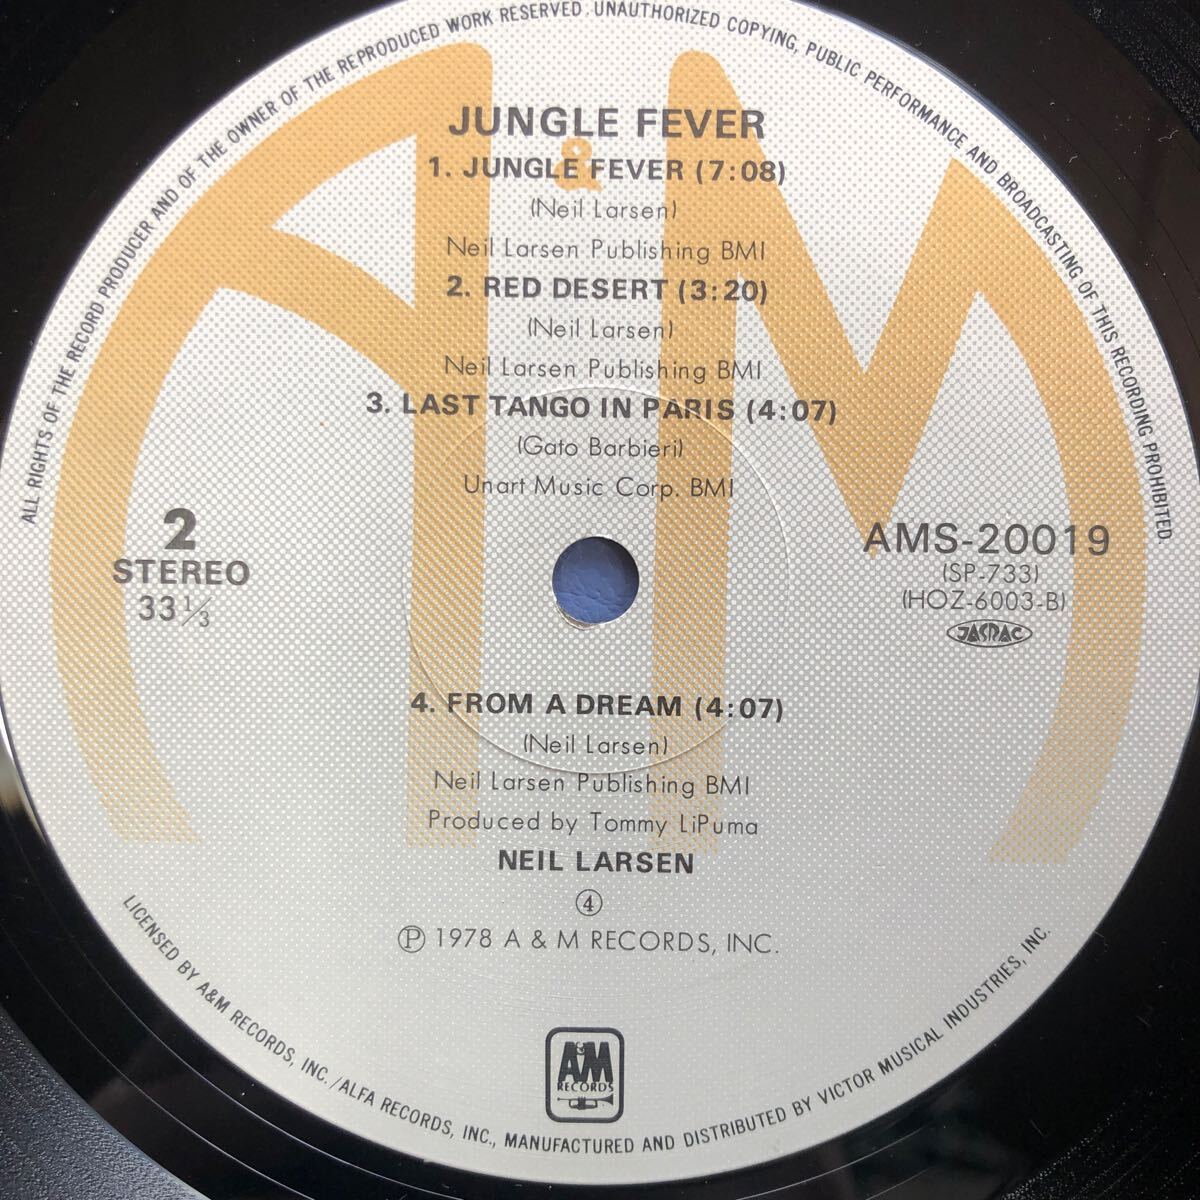 ALL RIGHTS OF THE RECORD PRODUCER AND OF THE OWNER OF THE REPRODUCED WORK RESERVED. UNAUTHORIZED COPYING, PUBLIC PERFORMANCE AND BROADCASTING OF THIS RECORDING PROHIBITED.
A & M
JUNGLE FEVER
1. JUNGLE FEVER (7:08)
(Neil Larsen)
Neil Larsen Publishing BMI
2. RED DESERT (3:20)
(Neil Larsen)
Neil Larsen Publishing BMI
3. LAST TANGO IN PARIS (4:07)
(Gato Barbieri)
Unart Music Corp. BMI
2
STEREO
33 1/3
AMS-20019
(SP-733)
(HOZ-6003-B)
JASRAC
4. FROM A DREAM (4:07)
(Neil Larsen)
Neil Larsen Publishing BMI
Produced by Tommy LiPuma
NEIL LARSEN
④
Ⓟ 1978 A & M RECORDS, INC.
A&M
RECORDS
LICENSED BY A&M RECORDS, INC./ALFA RECORDS, INC., MANUFACTURED AND DISTRIBUTED BY VICTOR MUSICAL INDUSTRIES, INC.